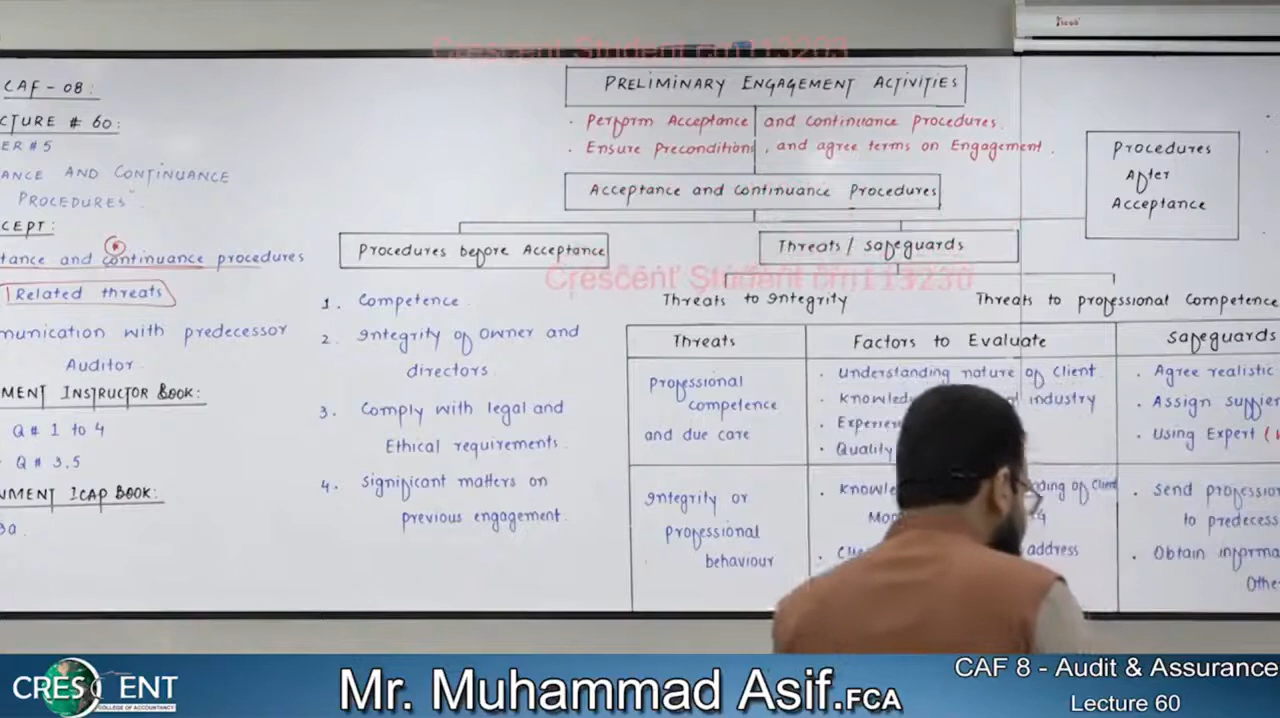 CAF - 08:
CTURE # 60:
ER # 5
ANCE AND CONTINUANCE
PROCEDURES"
CEPT:
tance and continuance procedures
Related threats
munication with predecessor
Auditor
MENT INSTRUCTOR BOOK:
Q# 1 to 4
Q# 3.5
NMENT ICAP BOOK:
3a
PRELIMINARY ENGAGEMENT ACTIVITIES
· Perform Acceptance and continuance Procedures.
· Ensure Preconditions, and agree terms on Engagement.
Acceptance and continuance Procedures
Procedures
After
Acceptance
Procedures before Acceptance
1. Competence
2. Integrity of owner and
directors
3. Comply with legal and
Ethical requirements.
4. Significant matters on
previous engagement.
Threats / safeguards
Threats to Integrity
Threats to professional Competence
Threats
Factors to Evaluate
Safeguards
Professional
competence
and due care
· Understanding nature of Client
industry
· Quality
· Agree realistic
· Assign
· Using Expert
Integrity or
professional
behaviour
of Client
address
· Send
to predecess
· Obtain informa
Othe
Crescent Student crn113230
CRESCENT
COLLEGE OF ACCOUNTANCY
Mr. Muhammad Asif.FCA
CAF 8 - Audit & Assurance
Lecture 60